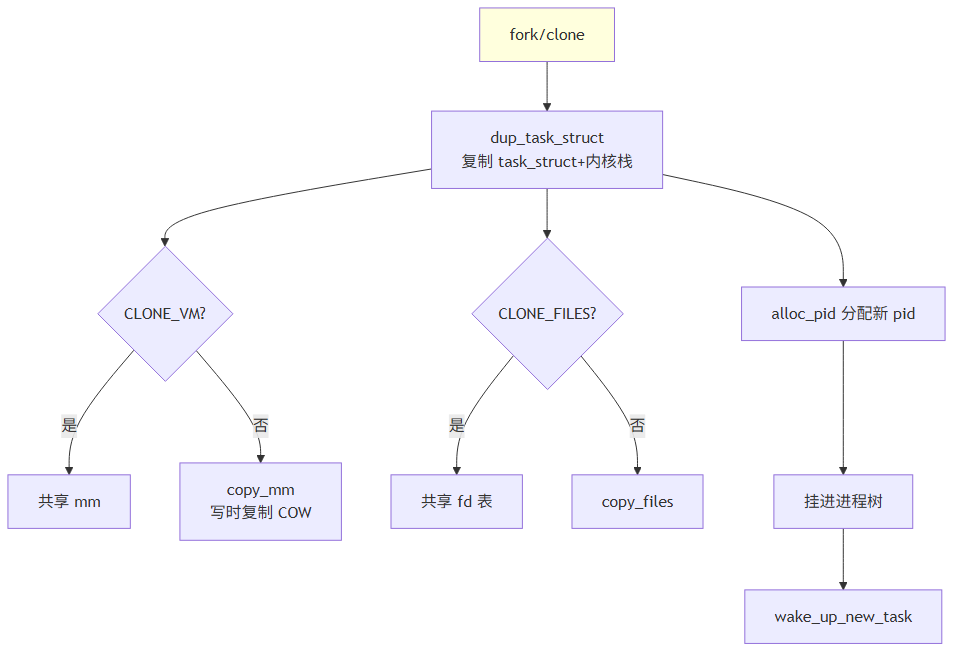 fork/clone
dup_task_struct
复制 task_struct+内核栈
CLONE_VM?
CLONE_FILES?
alloc_pid 分配新 pid
是
否
是
否
共享 mm
copy_mm
写时复制 COW
共享 fd 表
copy_files
挂进进程树
wake_up_new_task